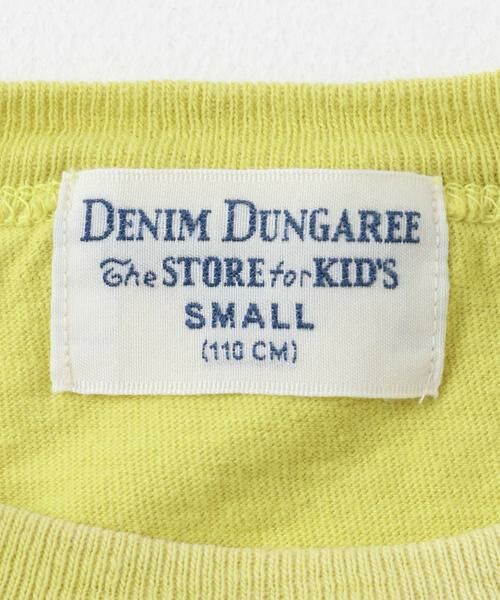 DENIM DUNGAREE
The STORE for KID'S
SMALL
(110 CM)